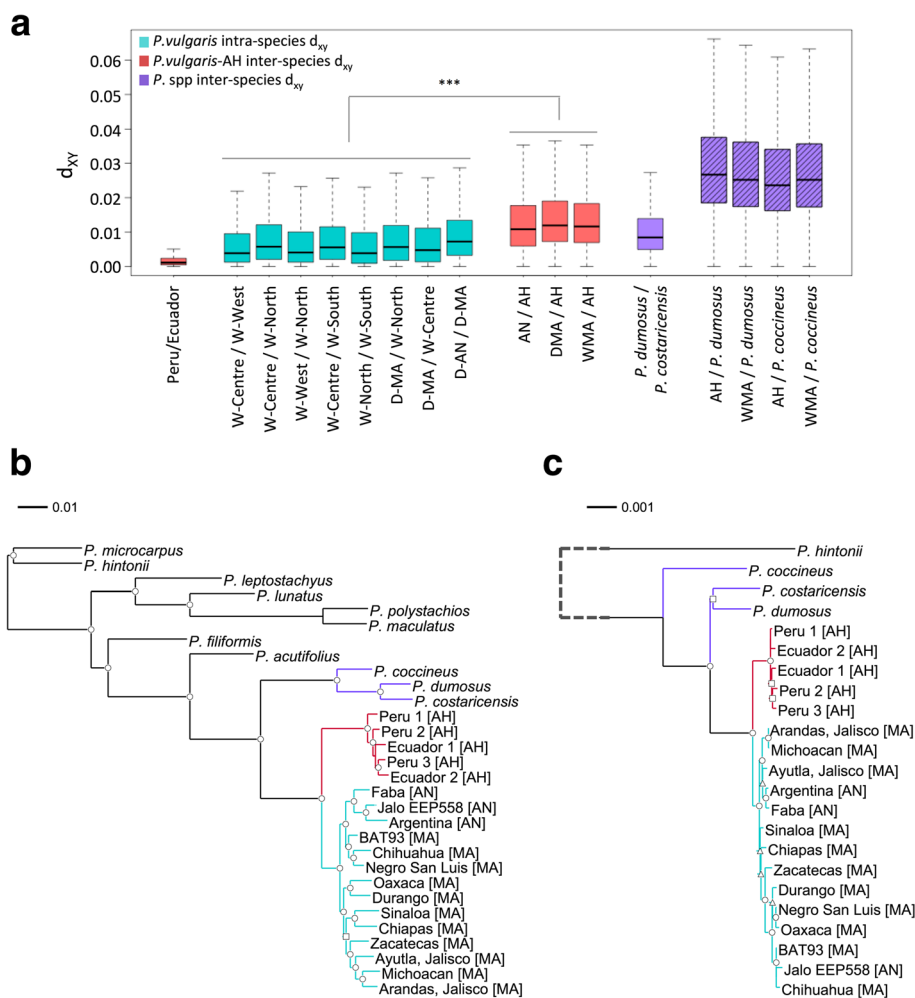 a
P.vulgaris intra-species dxy
P.vulgaris-AH inter-species dxy
P. spp inter-species dxy
***
dXY
0.06
0.05
0.04
0.03
0.02
0.01
0.00
Peru/Ecuador
W-Centre / W-West
W-Centre / W-North
W-West / W-North
W-Centre / W-South
W-North / W-South
D-MA / W-North
D-MA / W-Centre
D-AN / D-MA
AN / AH
DMA / AH
WMA / AH
P. dumosus /
P. costaricensis
AH / P. dumosus
WMA / P. dumosus
AH / P. coccineus
WMA / P. coccineus
b
0.01
P. microcarpus
P. hintonii
P. leptostachyus
P. lunatus
P. polystachios
P. maculatus
P. filiformis
P. acutifolius
P. coccineus
P. dumosus
P. costaricensis
Peru 1 [AH]
Peru 2 [AH]
Ecuador 1 [AH]
Peru 3 [AH]
Ecuador 2 [AH]
Faba [AN]
Jalo EEP558 [AN]
Argentina [AN]
BAT93 [MA]
Chihuahua [MA]
Negro San Luis [MA]
Oaxaca [MA]
Durango [MA]
Sinaloa [MA]
Chiapas [MA]
Zacatecas [MA]
Ayutla, Jalisco [MA]
Michoacan [MA]
Arandas, Jalisco [MA]
c
0.001
P. hintonii
P. coccineus
P. costaricensis
P. dumosus
Peru 1 [AH]
Ecuador 2 [AH]
Ecuador 1 [AH]
Peru 2 [AH]
Peru 3 [AH]
Arandas, Jalisco [MA]
Michoacan [MA]
Ayutla, Jalisco [MA]
Argentina [AN]
Faba [AN]
Sinaloa [MA]
Chiapas [MA]
Zacatecas [MA]
Durango [MA]
Negro San Luis [MA]
Oaxaca [MA]
BAT93 [MA]
Jalo EEP558 [AN]
Chihuahua [MA]